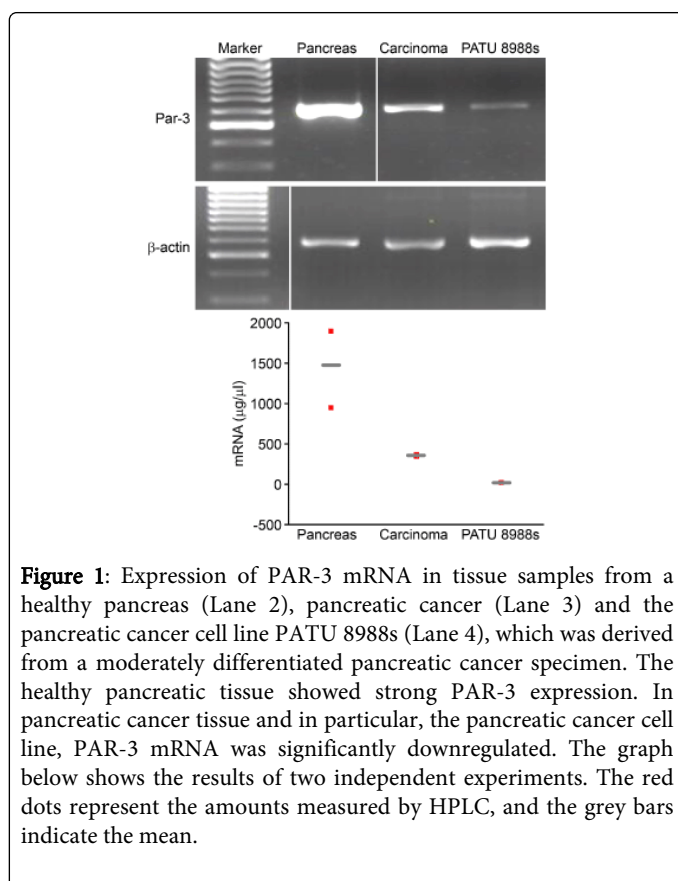 Marker Pancreas Carcinoma PATU 8988s
Par-3
β-actin
2000
1500
1000
500
0
-500
mRNA (µg/µl)
Pancreas Carcinoma PATU 8988s
Figure 1: Expression of PAR-3 mRNA in tissue samples from a
healthy pancreas (Lane 2), pancreatic cancer (Lane 3) and the
pancreatic cancer cell line PATU 8988s (Lane 4), which was derived
from a moderately differentiated pancreatic cancer specimen. The
healthy pancreatic tissue showed strong PAR-3 expression. In
pancreatic cancer tissue and in particular, the pancreatic cancer cell
line, PAR-3 mRNA was significantly downregulated. The graph
below shows the results of two independent experiments. The red
dots represent the amounts measured by HPLC, and the grey bars
indicate the mean.